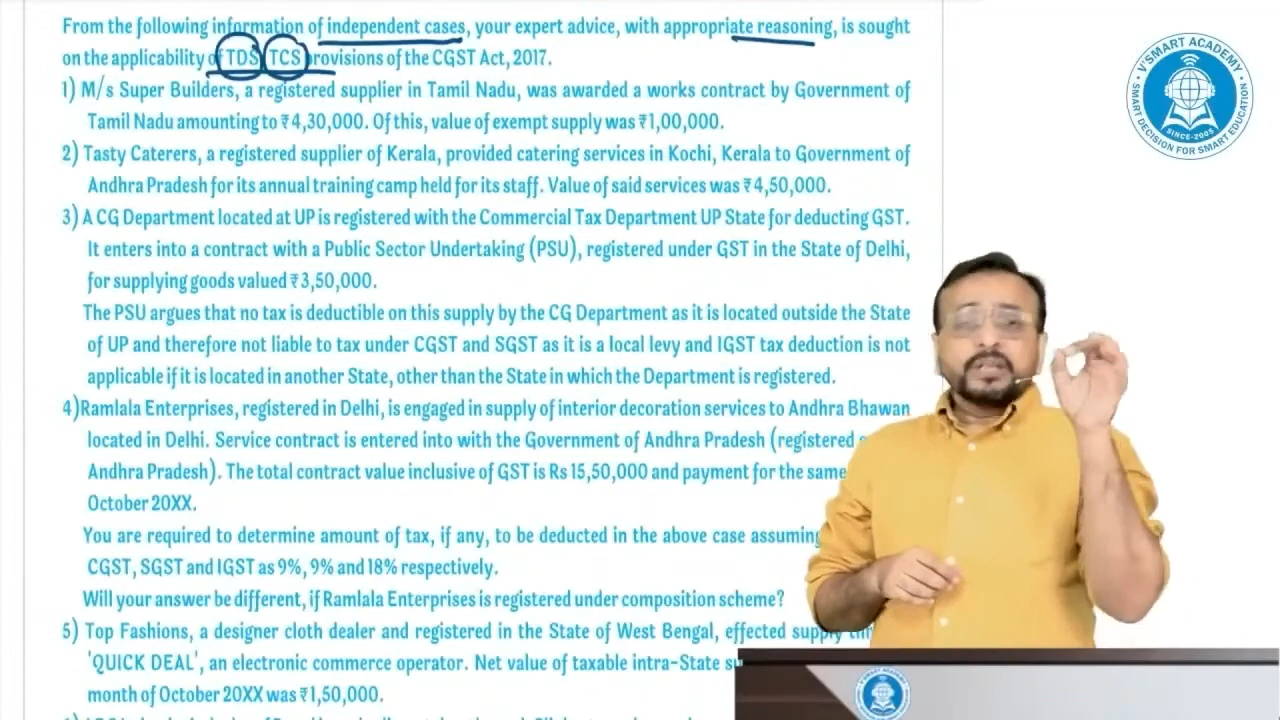 From the following information of independent cases, your expert advice, with appropriate reasoning, is sought
on the applicability of TDS TCS provisions of the CGST Act, 2017.
1) M/s Super Builders, a registered supplier in Tamil Nadu, was awarded a works contract by Government of
Tamil Nadu amounting to ₹4,30,000. Of this, value of exempt supply was ₹1,00,000.
2) Tasty Caterers, a registered supplier of Kerala, provided catering services in Kochi, Kerala to Government of
Andhra Pradesh for its annual training camp held for its staff. Value of said services was ₹4,50,000.
3) A CG Department located at UP is registered with the Commercial Tax Department UP State for deducting GST.
It enters into a contract with a Public Sector Undertaking (PSU), registered under GST in the State of Delhi,
for supplying goods valued ₹3,50,000.
The PSU argues that no tax is deductible on this supply by the CG Department as it is located outside the State
of UP and therefore not liable to tax under CGST and SGST as it is a local levy and IGST tax deduction is not
applicable if it is located in another State, other than the State in which the Department is registered.
4)Ramlala Enterprises, registered in Delhi, is engaged in supply of interior decoration services to Andhra Bhawan
located in Delhi. Service contract is entered into with the Government of Andhra Pradesh (registered
Andhra Pradesh). The total contract value inclusive of GST is Rs 15,50,000 and payment for the same
October 20XX.
You are required to determine amount of tax, if any, to be deducted in the above case assuming
CGST, SGST and IGST as 9%, 9% and 18% respectively.
Will your answer be different, if Ramlala Enterprises is registered under composition scheme?
5) Top Fashions, a designer cloth dealer and registered in the State of West Bengal, effected supply
'QUICK DEAL', an electronic commerce operator. Net value of taxable intra-State
month of October 20XX was ₹1,50,000.
V'SMART ACADEMY
SINCE-2005
SMART DECISION FOR SMART EDUCATION